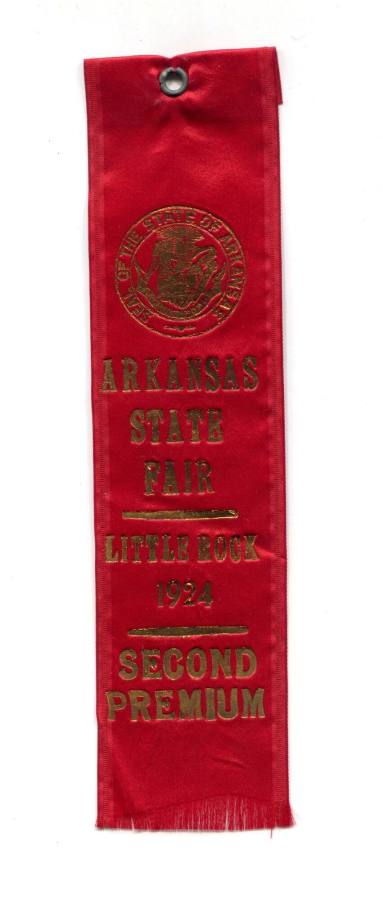 SEAL OF THE STATE OF ARKANSAS
ARKANSAS
STATE
FAIR
LITTLE ROCK
1924
SECOND
PREMIUM